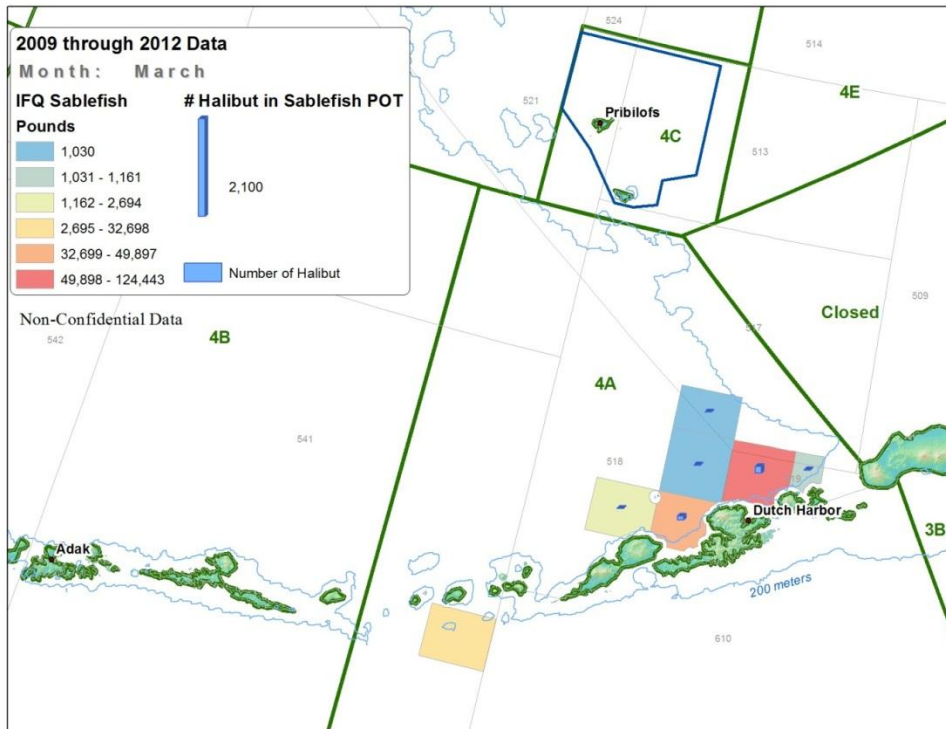 2009 through 2012 Data
Month: March
IFQ Sablefish
Pounds
1,030
1,031 - 1,161
1,162 - 2,694
2,695 - 32,698
32,699 - 49,897
49,898 - 124,443
# Halibut in Sablefish POT
2,100
Number of Halibut
Non-Confidential Data
524
514
4E
521
Pribilofs
4C
513
509
Closed
517
542
4B
4A
541
518
Dutch Harbor
3B
Adak
200 meters
610